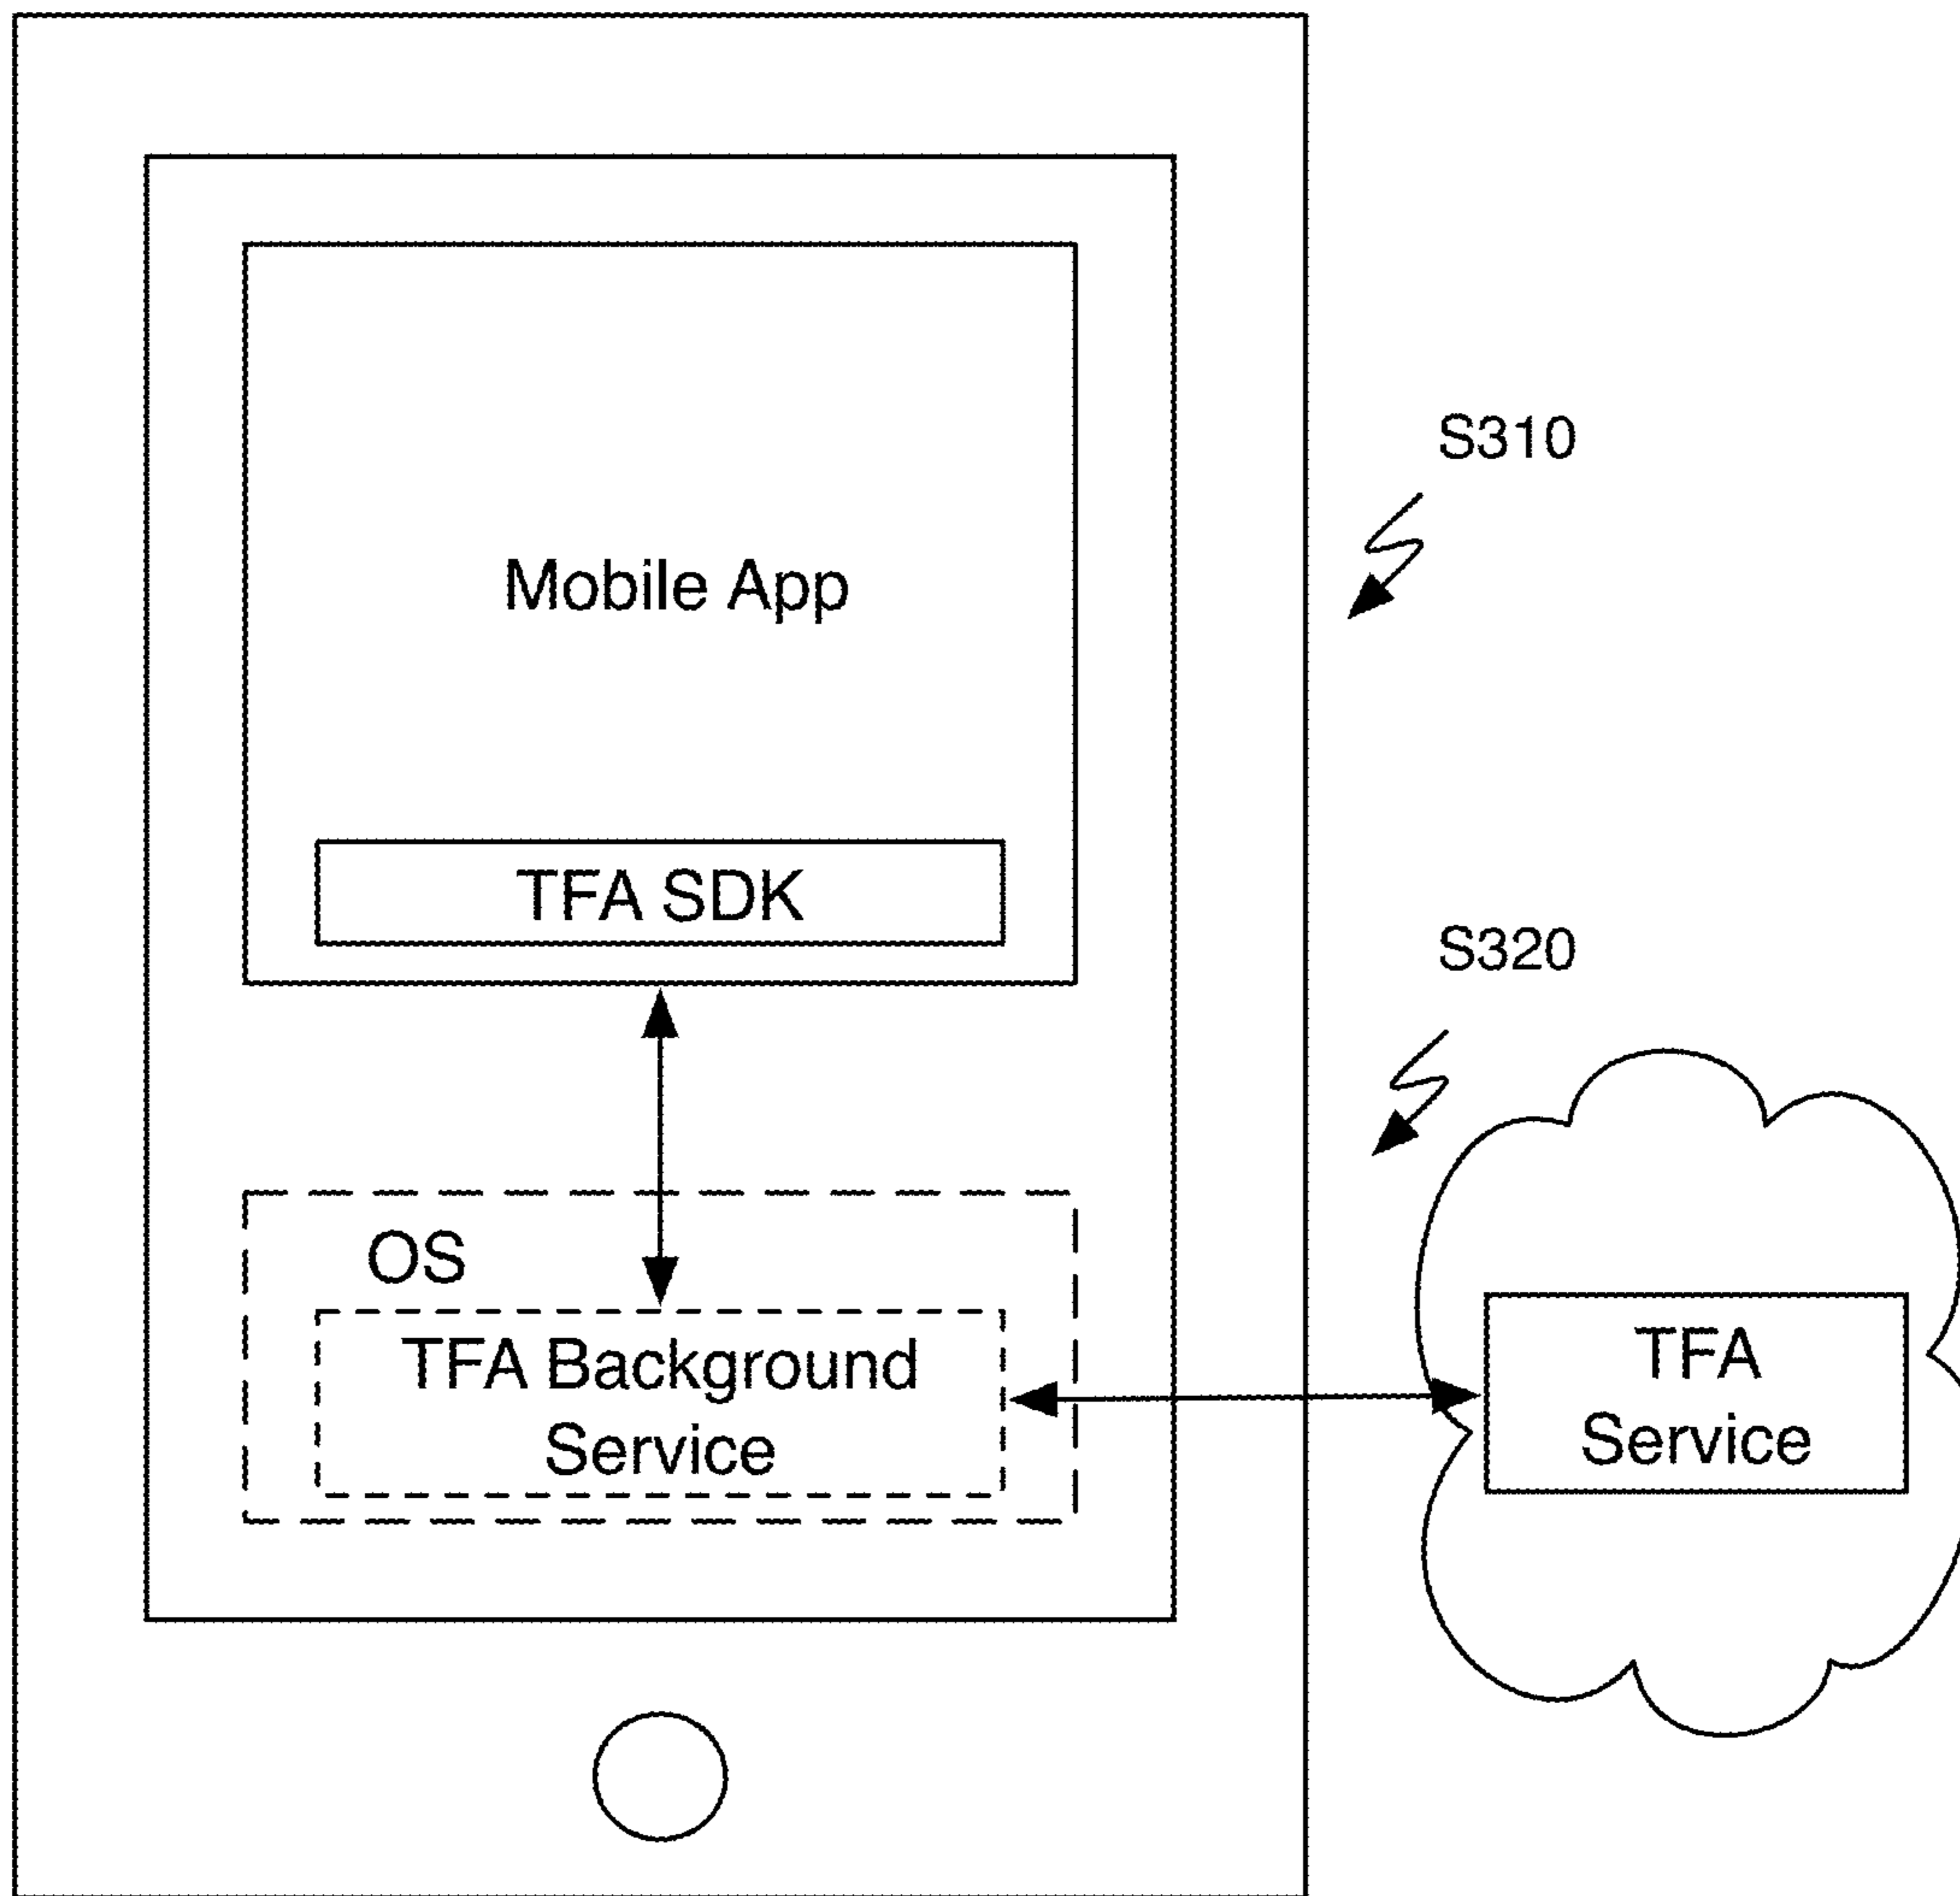 S310
Mobile App
TFA SDK
S320
OS
TFA Background
Service
TFA
Service